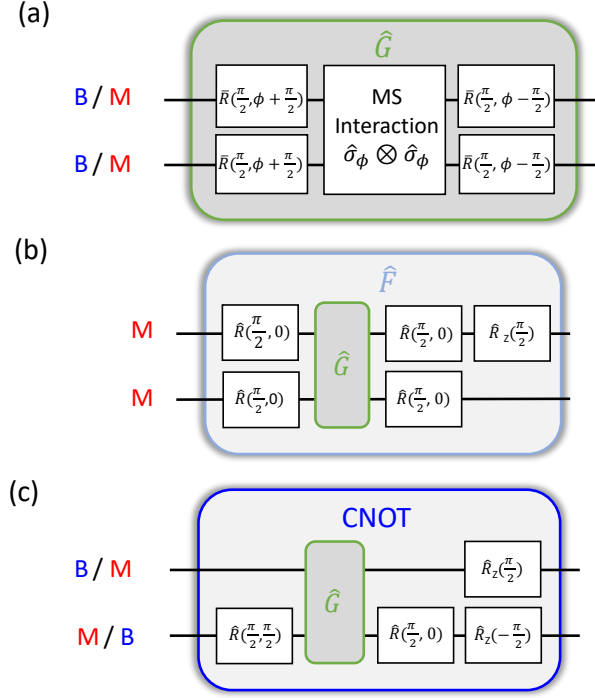 (a)
Ĝ
B / M
R̄(π/2,ϕ + π/2)
MS
Interaction
σ̂ϕ ⊗ σ̂ϕ
R̄(π/2, ϕ − π/2)
B / M
R̄(π/2,ϕ + π/2)
R̄(π/2, ϕ − π/2)
(b)
F̂
M
R̂(π/2, 0)
Ĝ
R̂(π/2, 0)
R̂z(π/2)
M
R̂(π/2,0)
R̂(π/2, 0)
(c)
CNOT
B / M
Ĝ
R̂z(π/2)
M / B
R̂(π/2,π/2)
R̂(π/2, 0)
R̂z(−π/2)